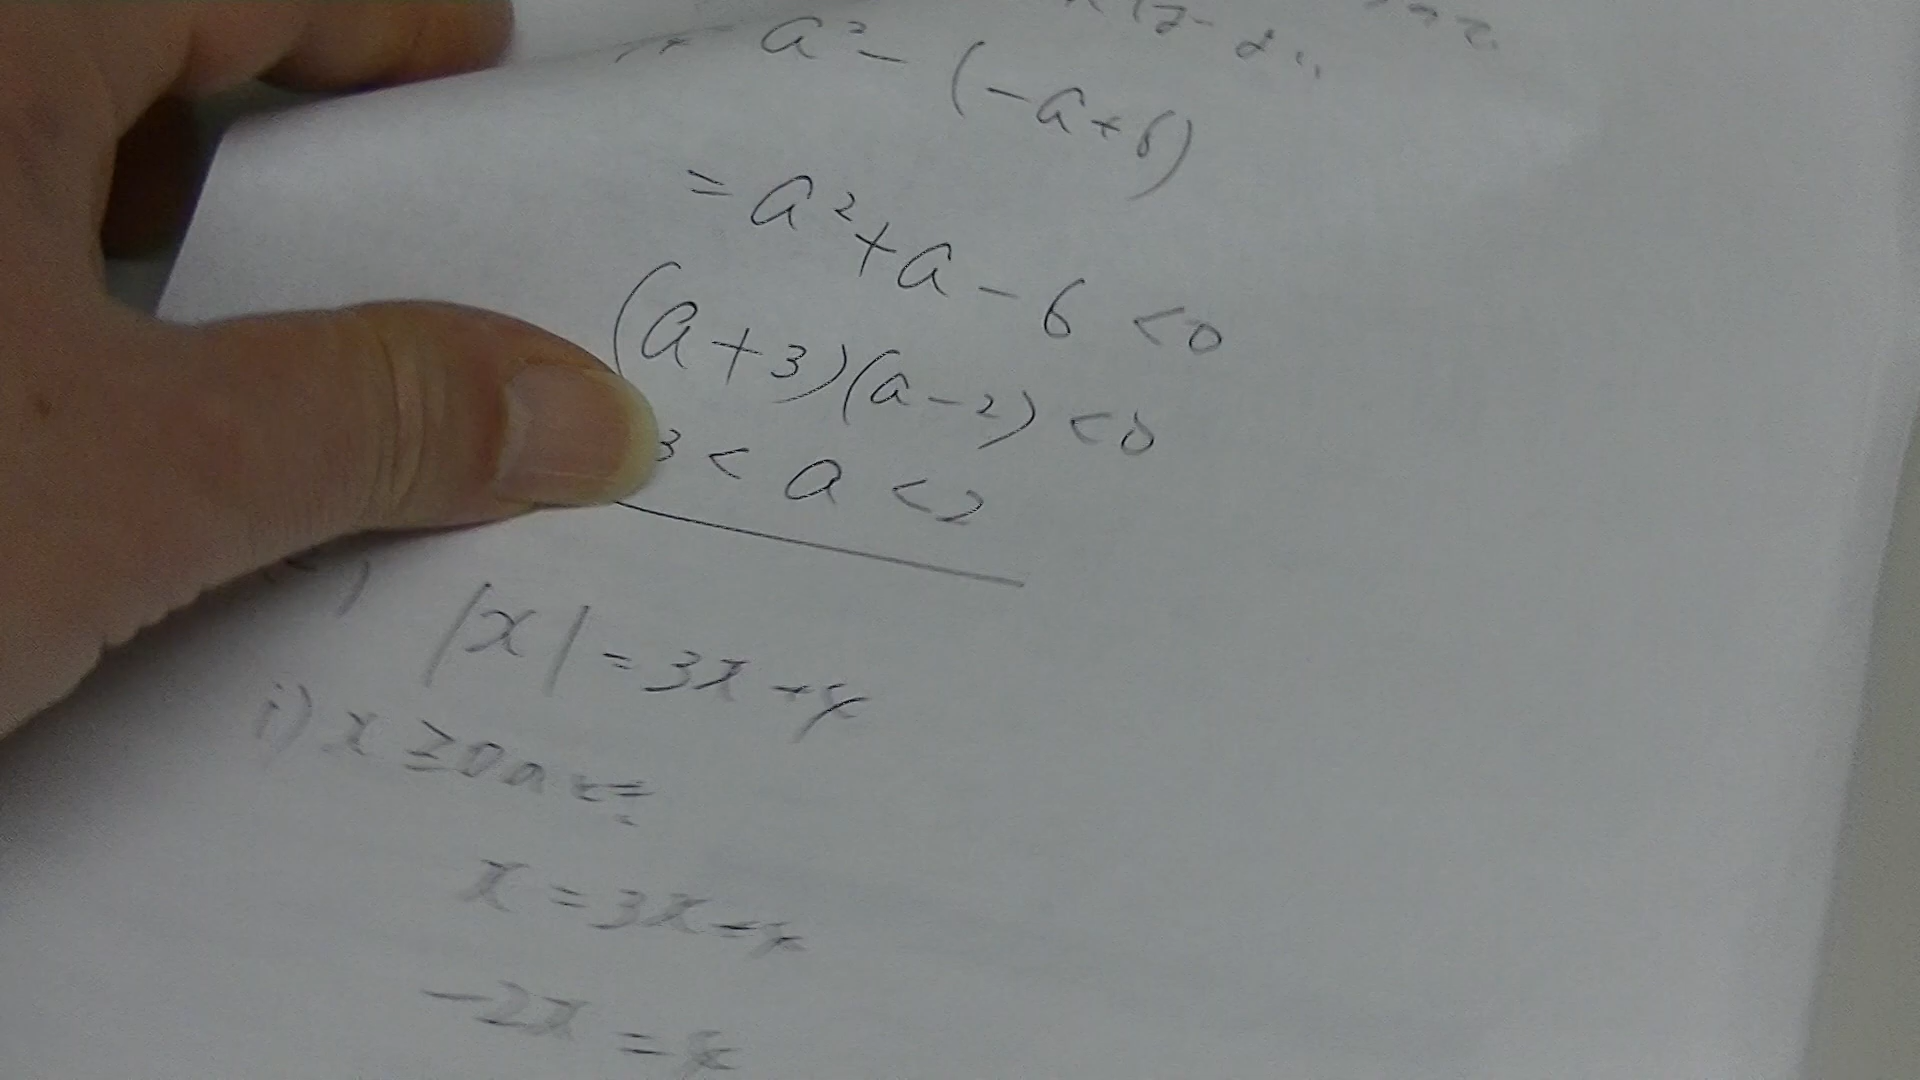 a² - (-a+6)
= a² + a - 6 < 0
(a+3)(a-2) < 0
3 < a < 2
|x| = 3x + 4
i) x ≥ 0 のとき
x = 3x + 4
-2x = 4